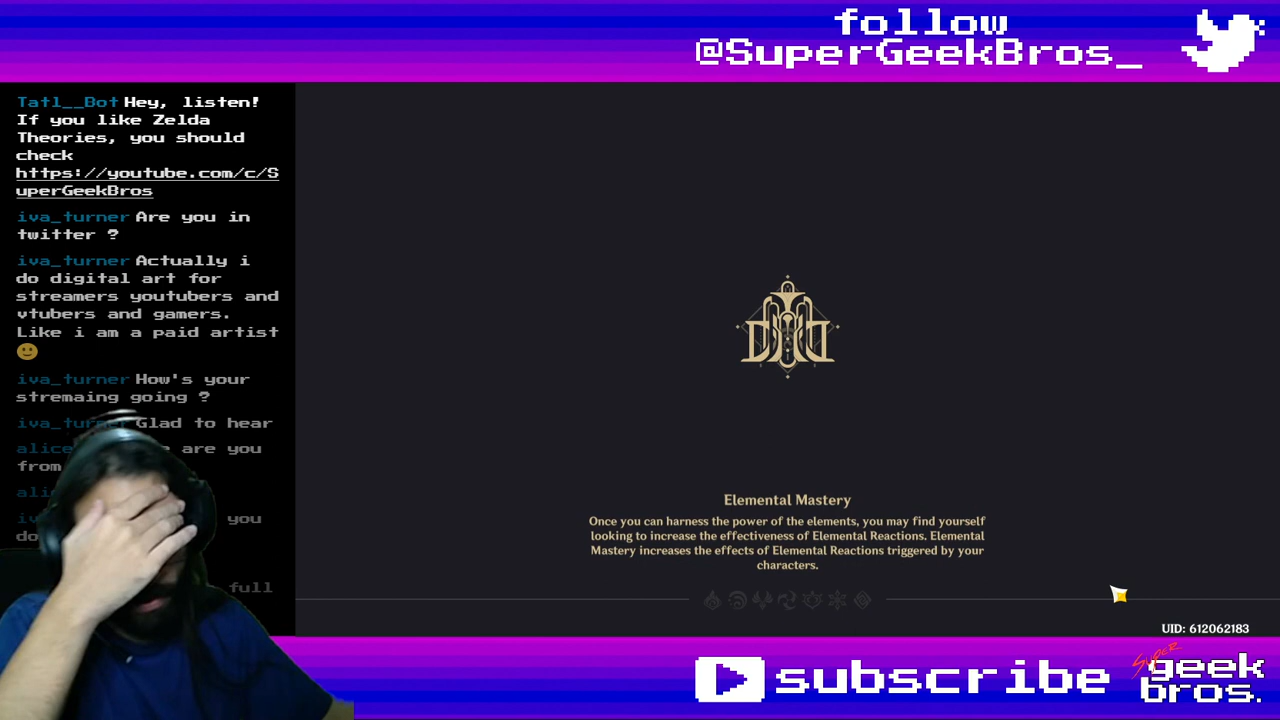 follow
@SuperGeekBros_
Tatl__Bot Hey, listen!
If you like Zelda
Theories, you should
check
https://youtube.com/c/S
uperGeekBros
iva_turner Are you in
twitter ?
iva_turner Actually i
do digital art for
streamers youtubers and
vtubers and gamers.
Like i am a paid artist
iva_turner How's your
stremaing going ?
iva_turner Glad to hear
alice are you
from
you
do
full
Elemental Mastery
Once you can harness the power of the elements, you may find yourself
looking to increase the effectiveness of Elemental Reactions. Elemental
Mastery increases the effects of Elemental Reactions triggered by your
characters.
UID: 612062183
subscribe
SUPER
geek
bros.